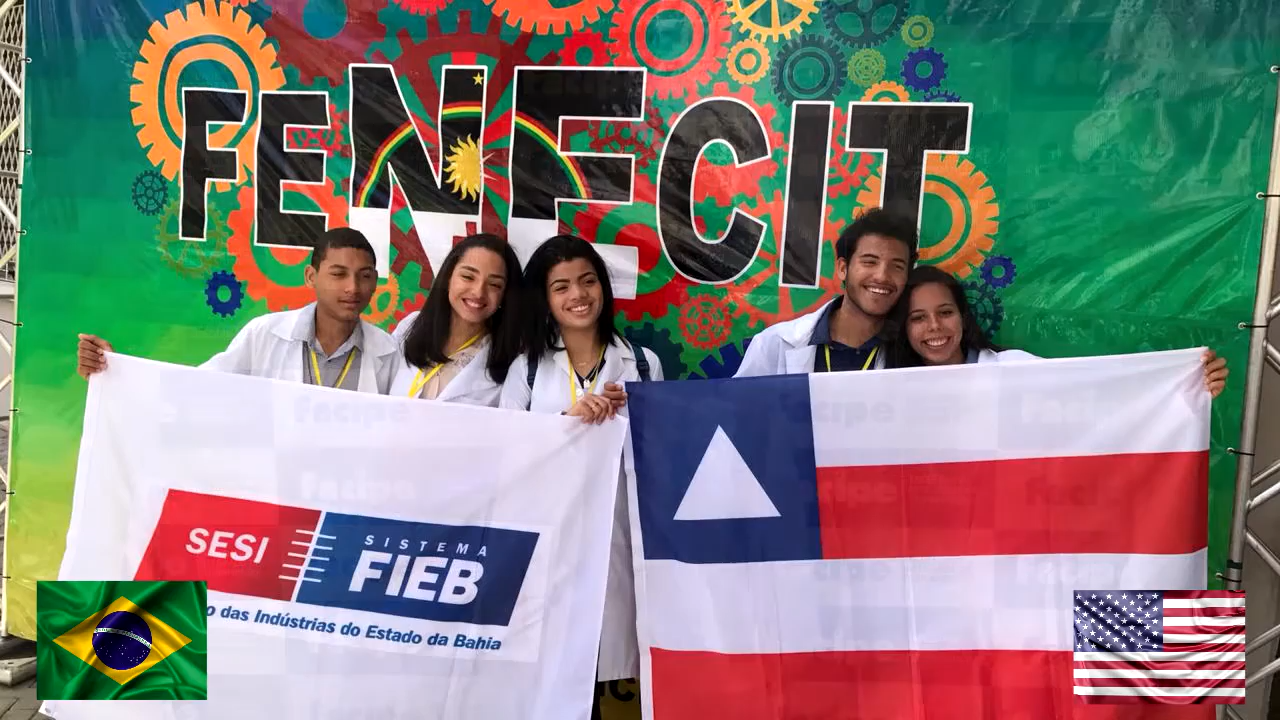 FENECIT
SESI
SISTEMA
FIEB
o das Indústrias do Estado da Bahia